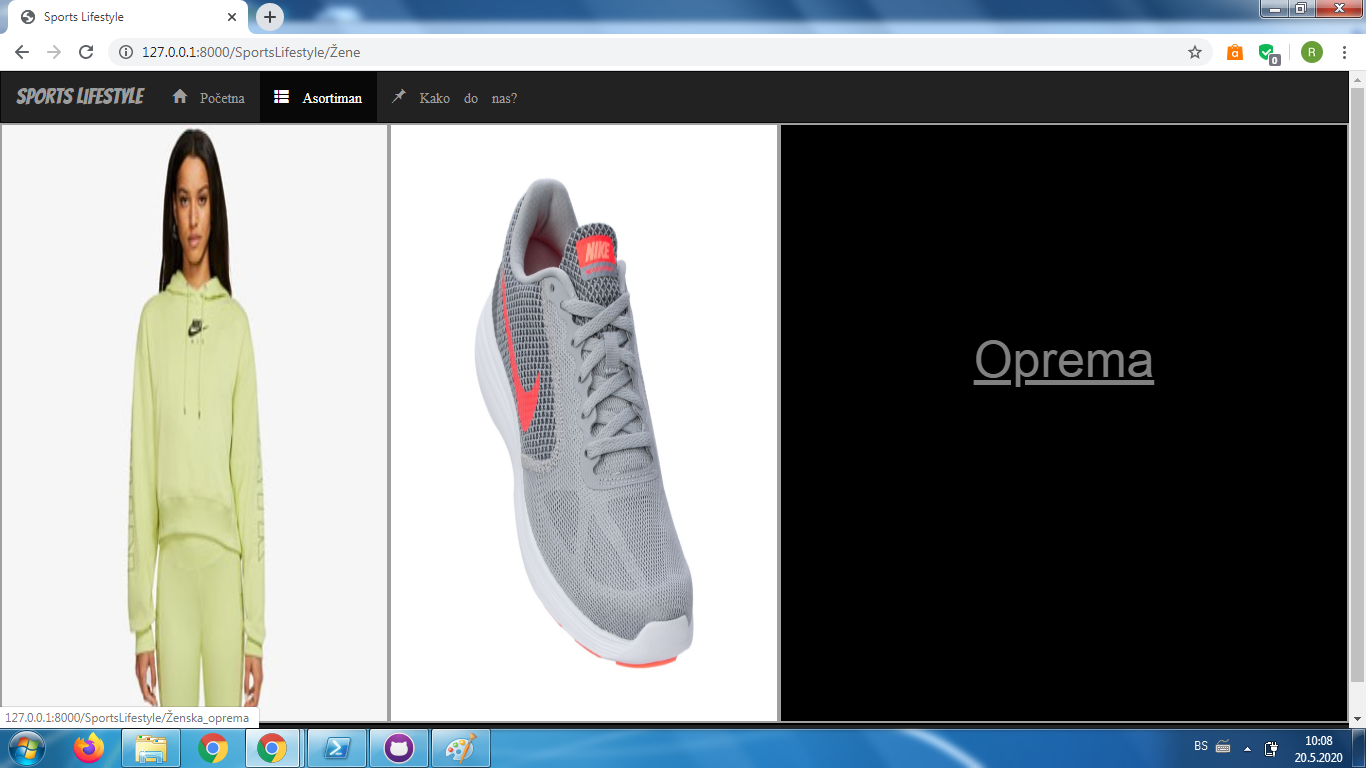 Sports Lifestyle
127.0.0.1:8000/SportsLifestyle/Žene
0
R
SPORTS LIFESTYLE
Početna
Asortiman
Kako do nas?
NIKE
Oprema
127.0.0.1:8000/SportsLifestyle/Ženska_oprema
BS
10:08
20.5.2020